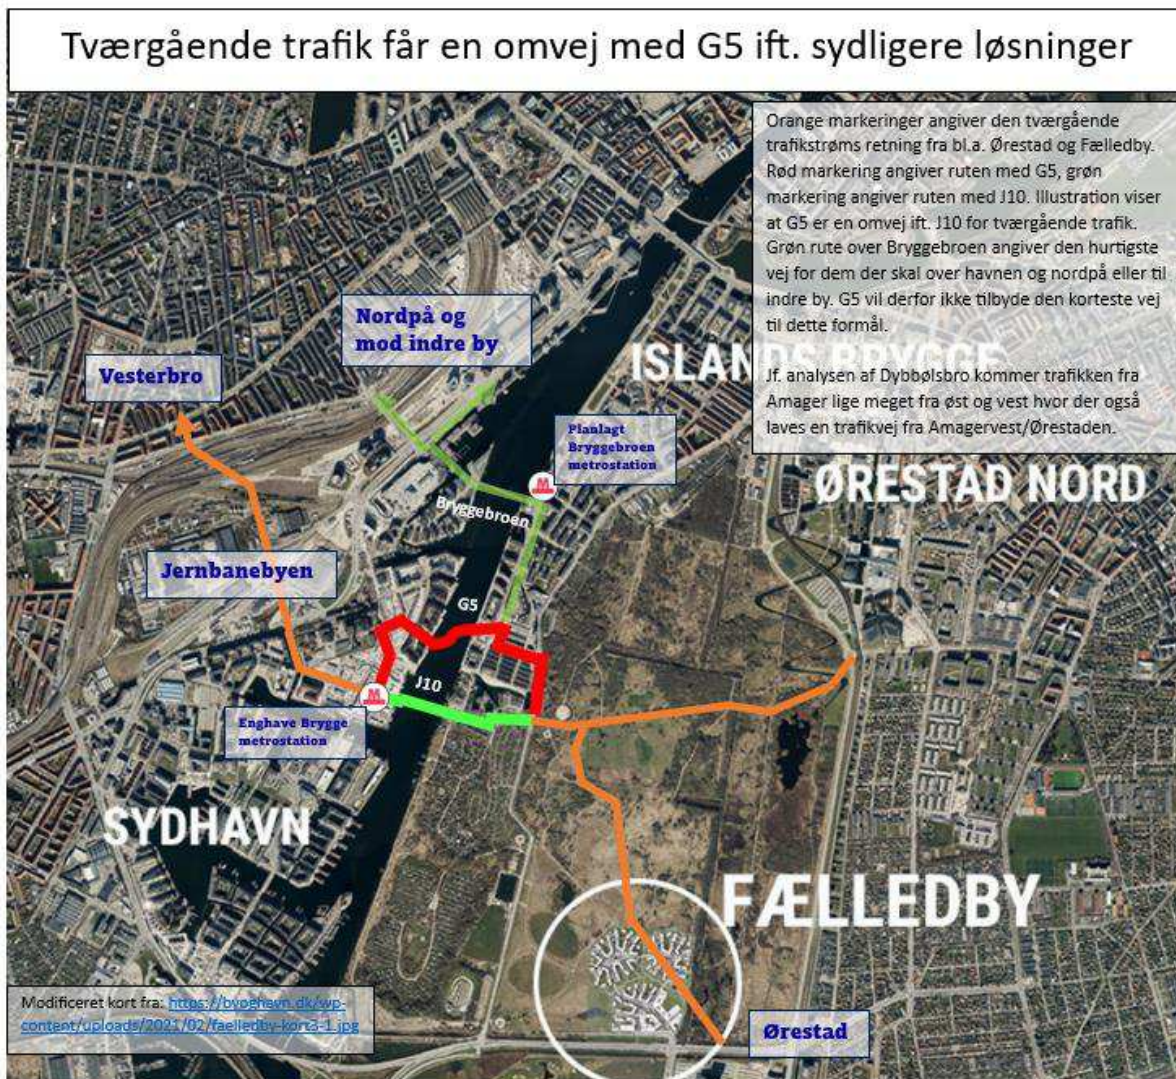 Tværgående trafik får en omvej med G5 ift. sydligere løsninger
Orange markeringer angiver den tværgående
trafikstrøms retning fra bl.a. Ørestad og Fælledby.
Rød markering angiver ruten med G5, grøn
markering angiver ruten med J10. Illustration viser
at G5 er en omvej ift. J10 for tværgående trafik.
Grøn rute over Bryggebroen angiver den hurtigste
vej for dem der skal over havnen og nordpå eller til
indre by. G5 vil derfor ikke tilbyde den korteste vej
til dette formål.
Jf. analysen af Dybbølsbro kommer trafikken fra
Amager lige meget fra øst og vest hvor der også
laves en trafikvej fra Amagervest/Ørestaden.
Nordpå og
mod indre by
ISLANDS BRYGGE
Vesterbro
Planlagt
Bryggebroen
metrostation
M
ØRESTAD NORD
Bryggebroen
Jernbanebyen
G5
J10
M
Enghave Brygge
metrostation
SYDHAVN
FÆLLEDBY
Modificeret kort fra: https://byoghavn.dk/wp-
content/uploads/2021/02/faelledby-kort3-1.jpg
Ørestad